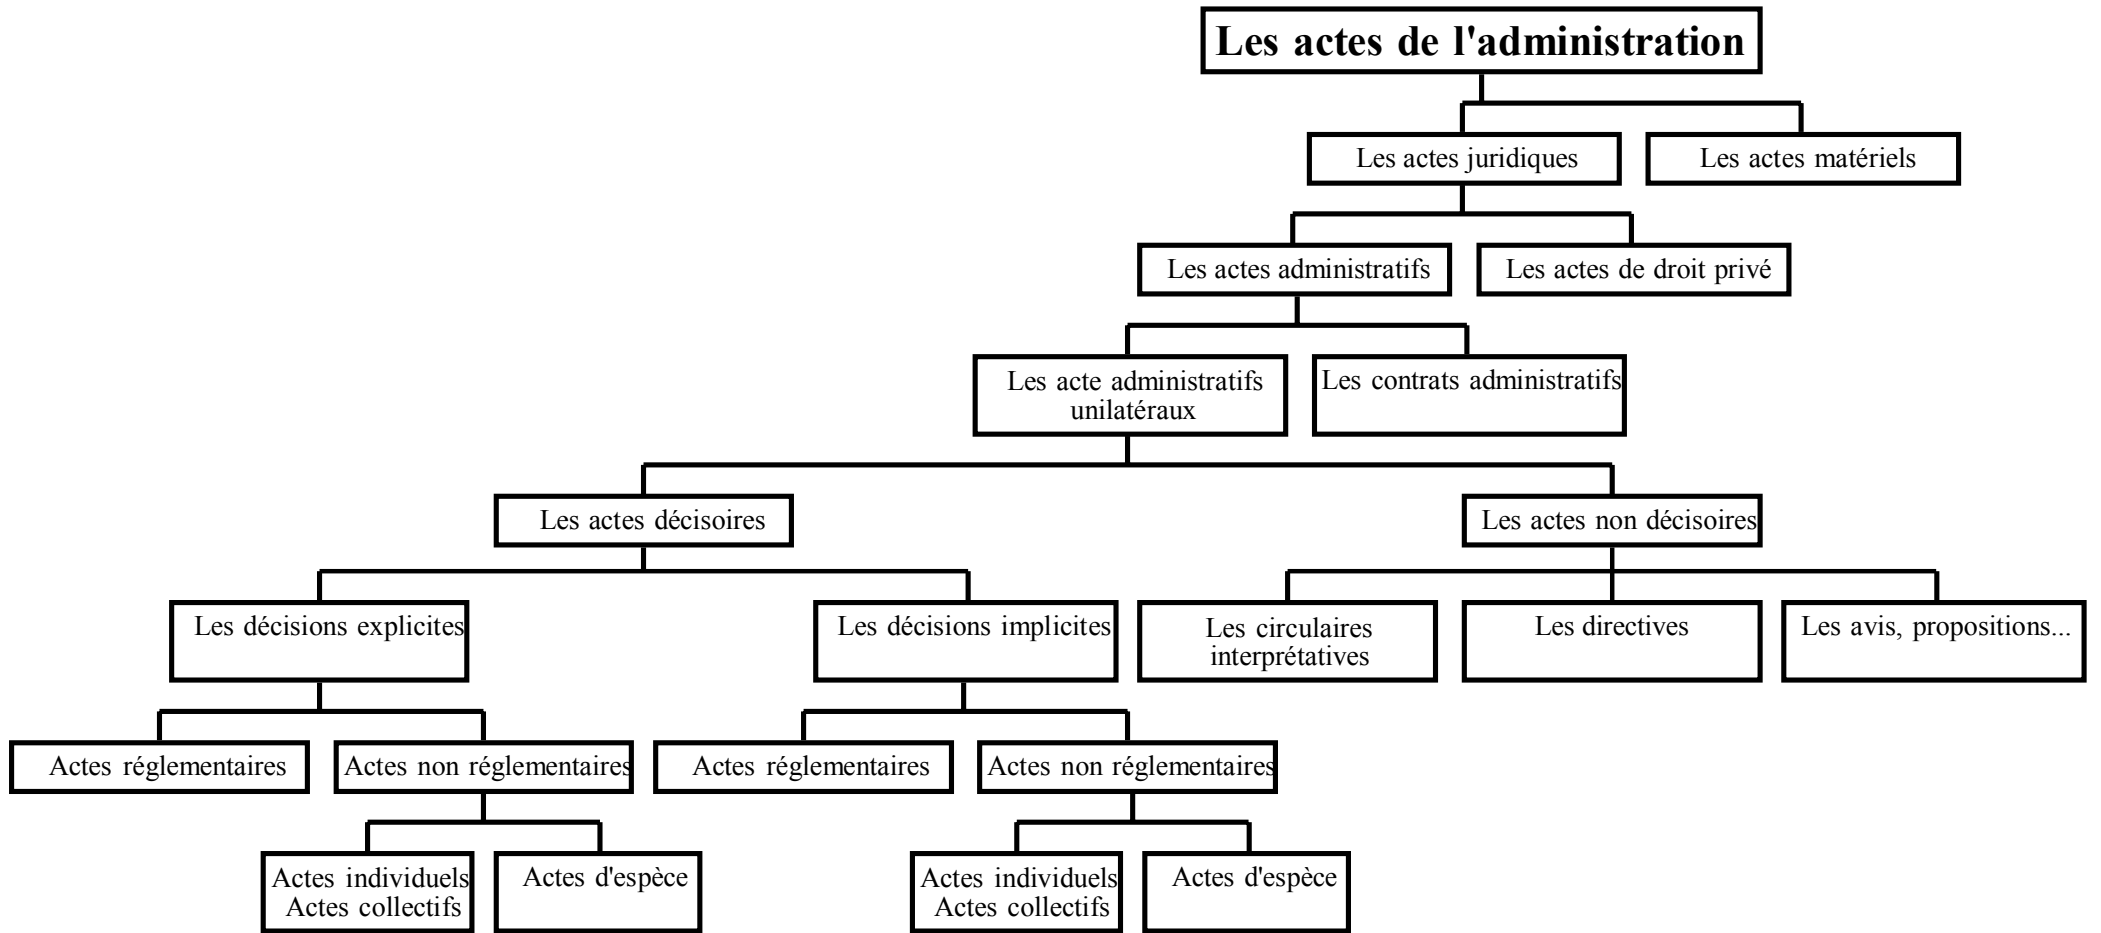 Les actes de l'administration
Les actes juridiques
Les actes matériels
Les actes administratifs
Les actes de droit privé
Les acte administratifs
unilatéraux
Les contrats administratifs
Les actes décisoires
Les actes non décisoires
Les décisions explicites
Les décisions implicites
Les circulaires
interprétatives
Les directives
Les avis, propositions...
Actes réglementaires
Actes non réglementaires
Actes réglementaires
Actes non réglementaires
Actes individuels
Actes collectifs
Actes d'espèce
Actes individuels
Actes collectifs
Actes d'espèce